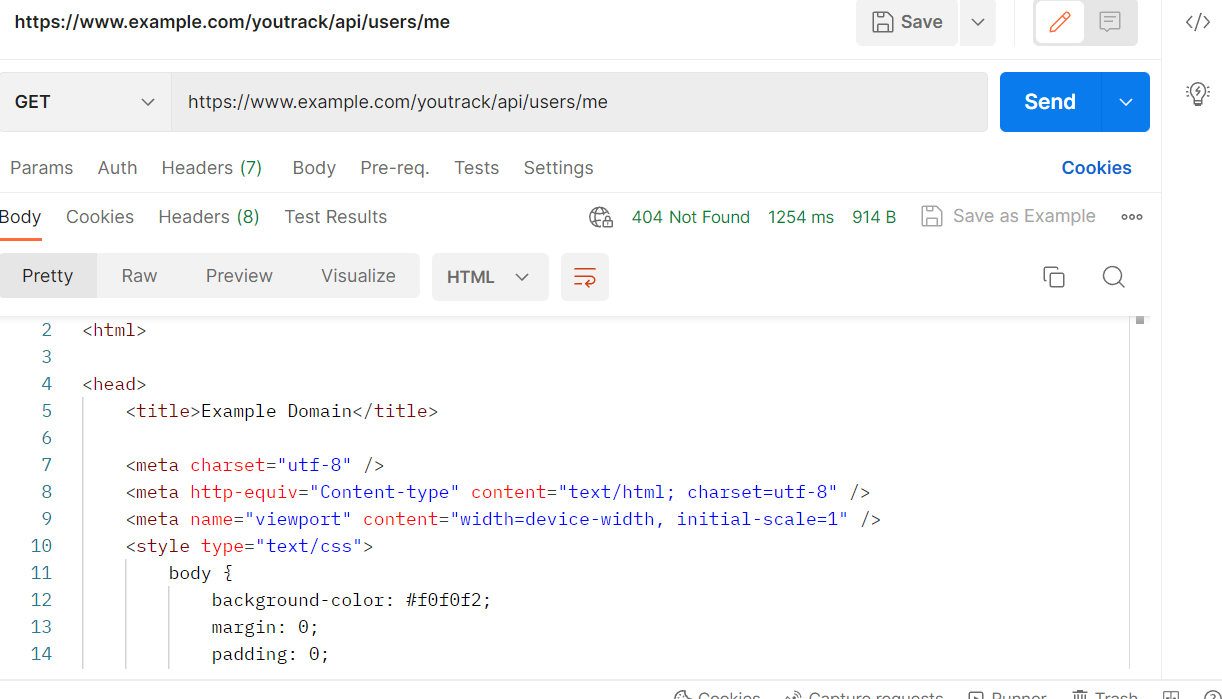 https://www.example.com/youtrack/api/users/me
Save
GET
https://www.example.com/youtrack/api/users/me
Send
Params Auth Headers (7) Body Pre-req. Tests Settings Cookies
Body Cookies Headers (8) Test Results 404 Not Found 1254 ms 914 B Save as Example
Pretty Raw Preview Visualize HTML
2 <html>
3
4 <head>
5 <title>Example Domain</title>
6
7 <meta charset="utf-8" />
8 <meta http-equiv="Content-type" content="text/html; charset=utf-8" />
9 <meta name="viewport" content="width=device-width, initial-scale=1" />
10 <style type="text/css">
11 body {
12 background-color: #f0f0f2;
13 margin: 0;
14 padding: 0;
Cookies Capture requests Runner Trash